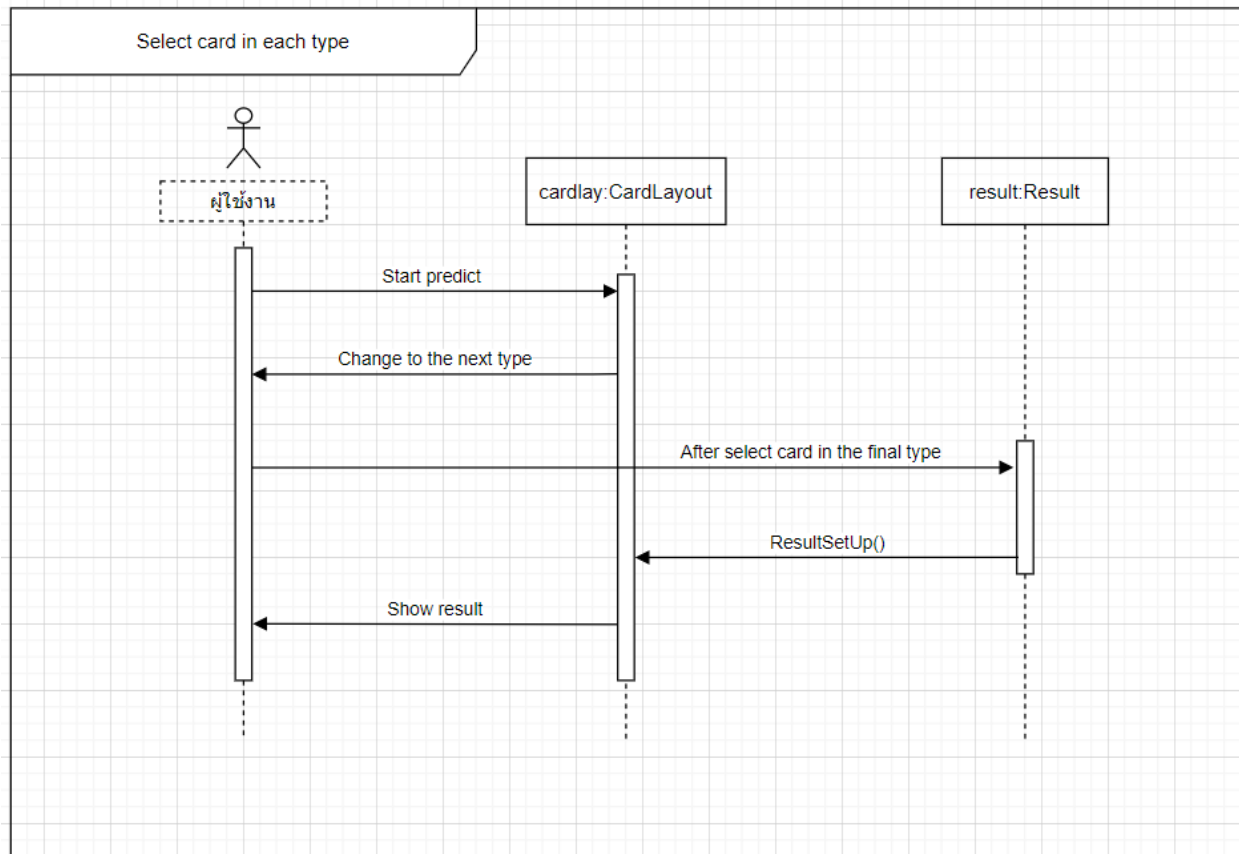 Select card in each type
ผู้ใช้งาน
cardlay:CardLayout
result:Result
Start predict
Change to the next type
After select card in the final type
ResultSetUp()
Show result